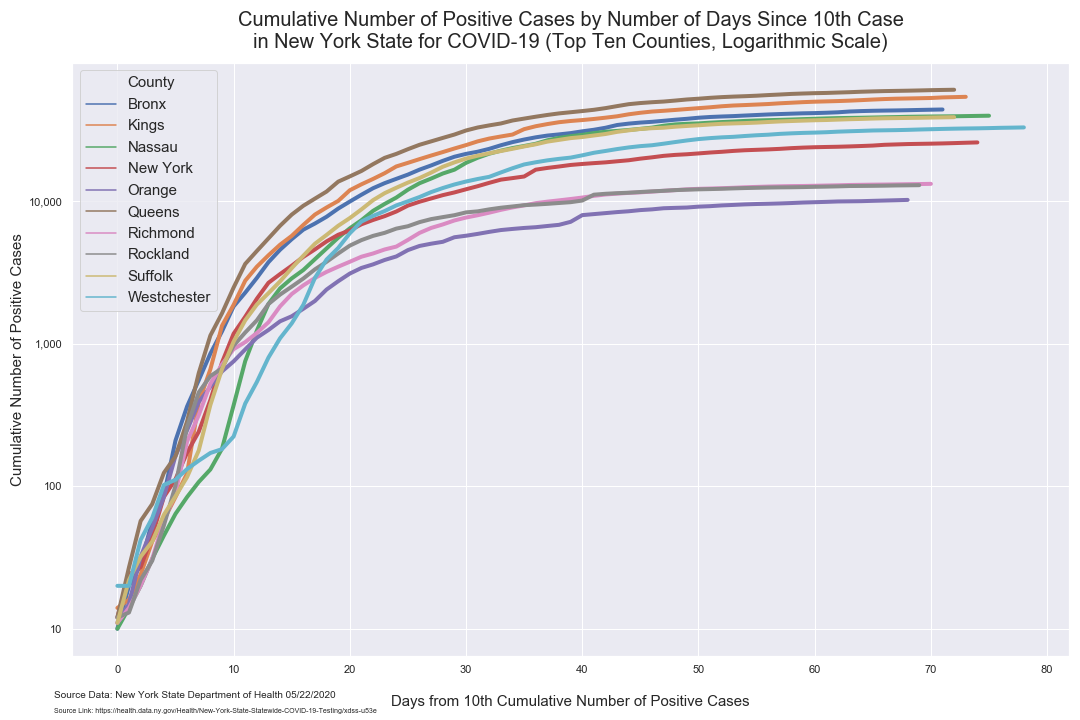 Cumulative Number of Positive Cases by Number of Days Since 10th Case
in New York State for COVID-19 (Top Ten Counties, Logarithmic Scale)
County
Bronx
Kings
Nassau
New York
Orange
Queens
Richmond
Rockland
Suffolk
Westchester
Cumulative Number of Positive Cases
10,000
1,000
100
10
0 10 20 30 40 50 60 70 80
Days from 10th Cumulative Number of Positive Cases
Source Data: New York State Department of Health 05/22/2020
Source Link: https://health.data.ny.gov/Health/New-York-State-Statewide-COVID-19-Testing/xdss-u53e